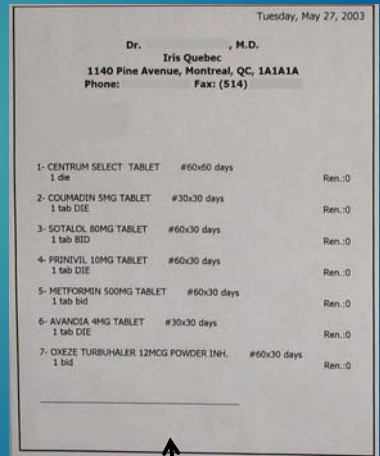 Tuesday, May 27, 2003
Dr. , M.D.
Iris Quebec
1140 Pine Avenue, Montreal, QC, 1A1A1A
Phone: Fax: (514)
1- CENTRUM SELECT TABLET #60x60 days
1 die Ren.:0
2- COUMADIN 5MG TABLET #30x30 days
1 tab DIE Ren.:0
3- SOTALOL 80MG TABLET #60x30 days
1 tab BID Ren.:0
4- PRINIVIL 10MG TABLET #60x30 days
1 tab DIE Ren.:0
5- METFORMIN 500MG TABLET #60x30 days
1 tab bid Ren.:0
6- AVANDIA 4MG TABLET #30x30 days
1 tab DIE Ren.:0
7- OXEZE TURBUHALER 12MCG POWDER INH. #60x30 days
1 bid Ren.:0